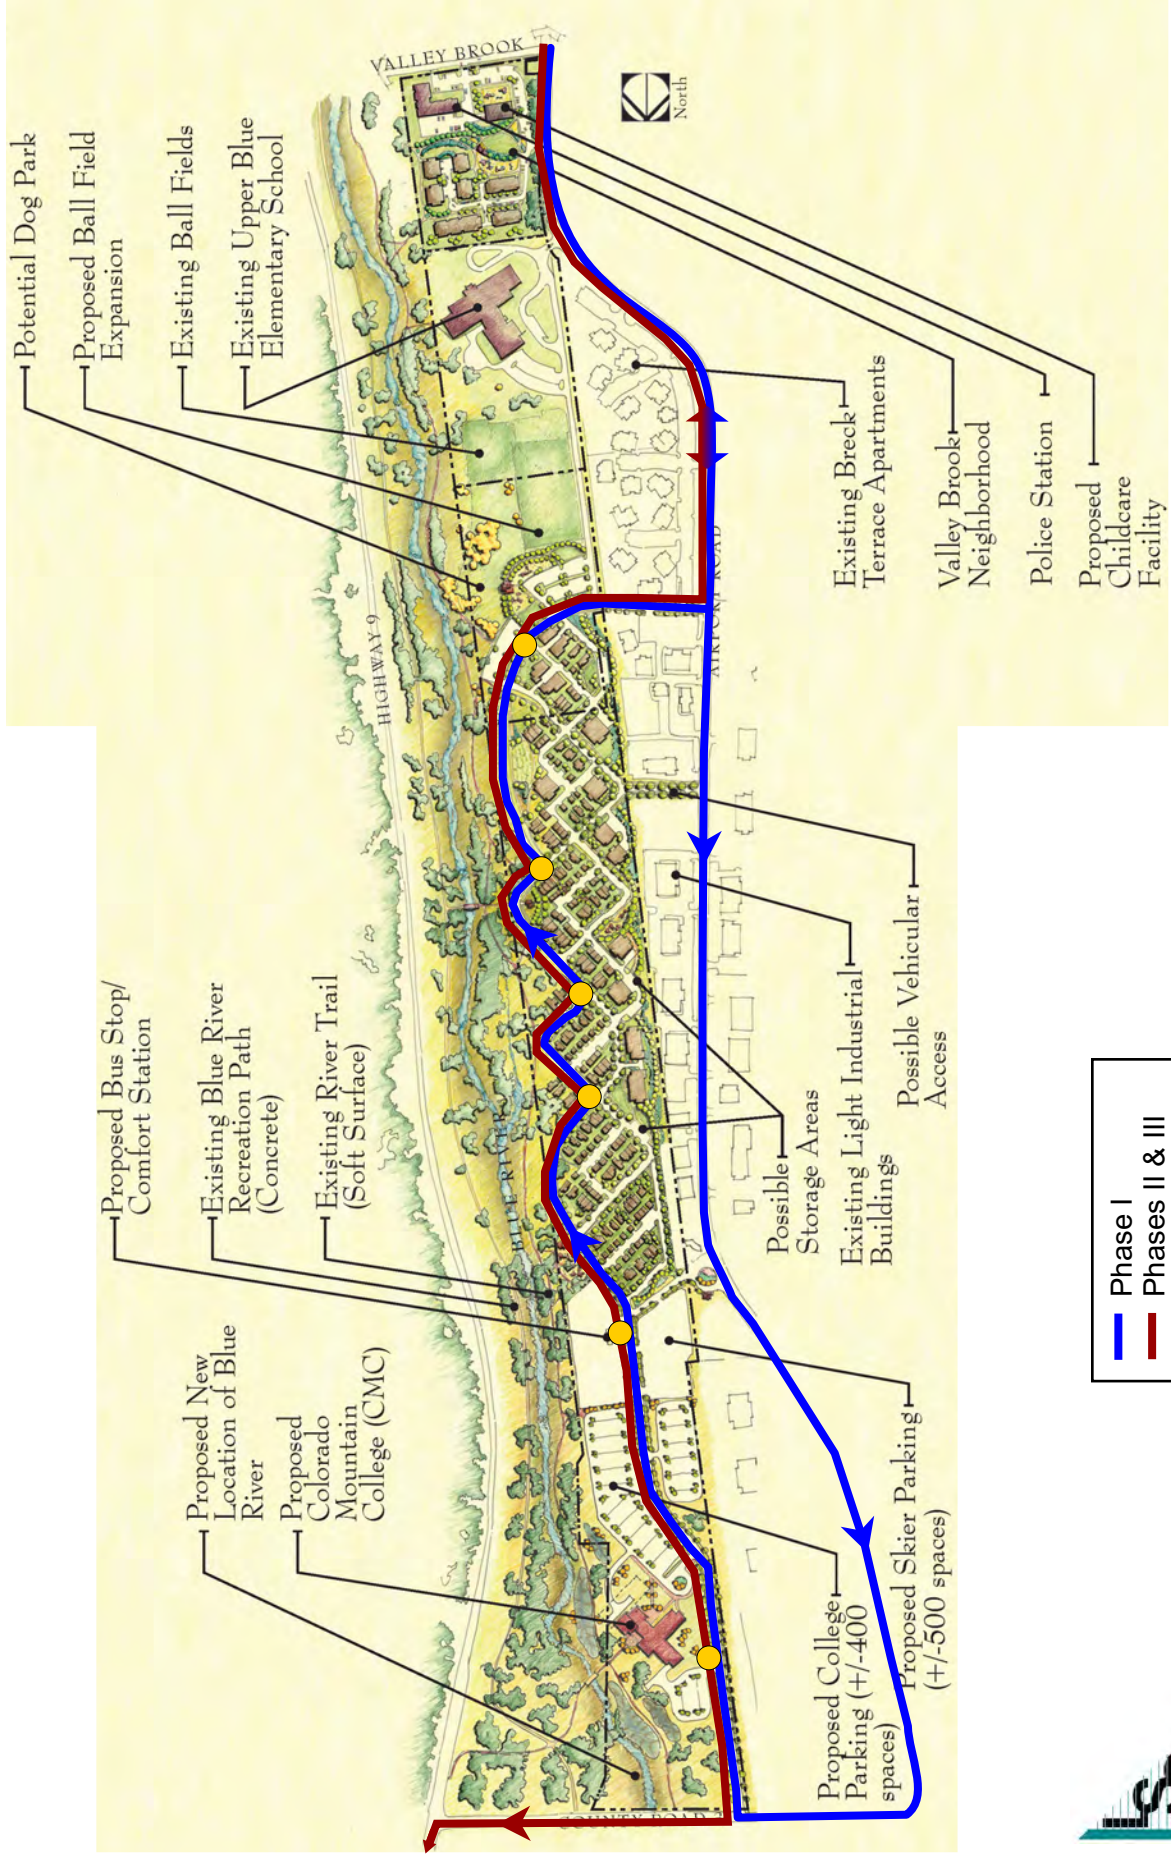 VALLEY BROOK
North
Potential Dog Park
Proposed Ball Field
Expansion
Existing Ball Fields
Existing Upper Blue
Elementary School
HIGHWAY 9
Existing Breck
Terrace Apartments
Valley Brook
Neighborhood
Police Station
Proposed
Childcare
Facility
AIRPORT ROAD
Proposed Bus Stop/
Comfort Station
Existing Blue River
Recreation Path
(Concrete)
Existing River Trail
(Soft Surface)
BLUE RIVER
Possible Vehicular
Access
Existing Light Industrial
Buildings
Possible
Storage Areas
Proposed New
Location of Blue
River
Proposed
Colorado
Mountain
College (CMC)
Proposed Skier Parking
(+/-500 spaces)
Proposed College
Parking (+/-400
spaces)
COUNTY ROAD
Phase I
Phases II & III